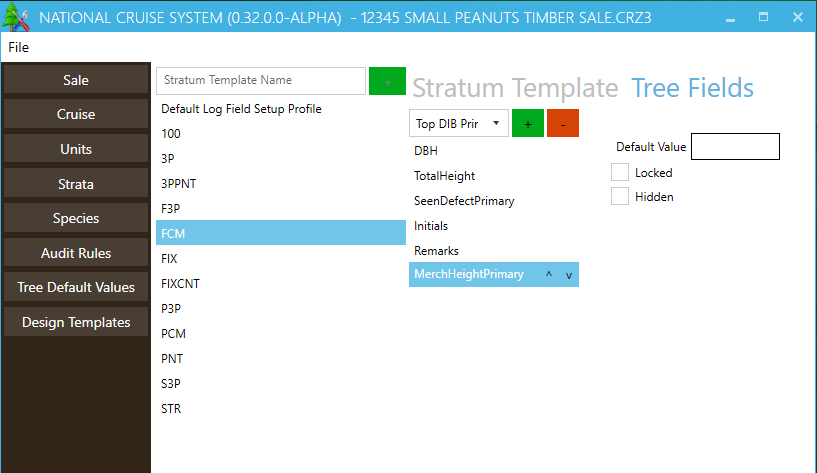 NATIONAL CRUISE SYSTEM (0.32.0.0-ALPHA) - 12345 SMALL PEANUTS TIMBER SALE.CRZ3
File
Sale
Cruise
Units
Strata
Species
Audit Rules
Tree Default Values
Design Templates
Stratum Template Name +
Default Log Field Setup Profile
100
3P
3PPNT
F3P
FCM
FIX
FIXCNT
P3P
PCM
PNT
S3P
STR
Stratum Template Tree Fields
Top DIB Prir + -
DBH
TotalHeight
SeenDefectPrimary
Initials
Remarks
MerchHeightPrimary ^ v
Default Value
Locked
Hidden